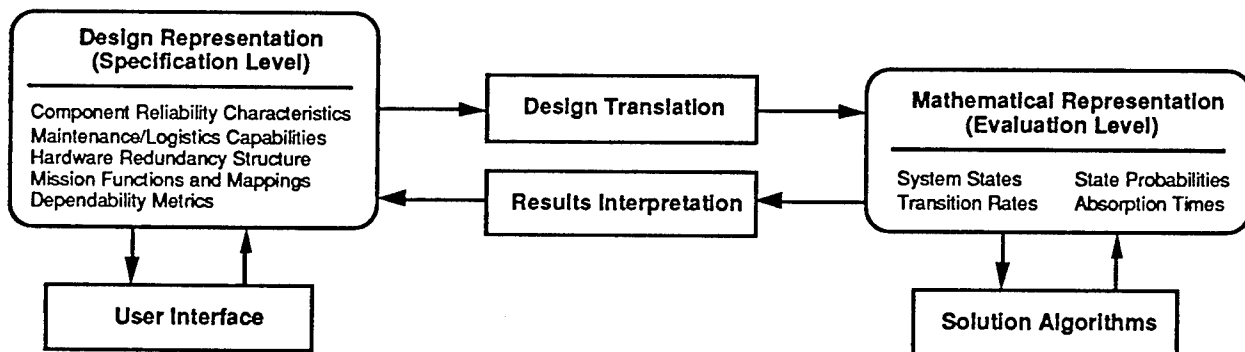 Design Representation
(Specification Level)
Component Reliability Characteristics
Maintenance/Logistics Capabilities
Hardware Redundancy Structure
Mission Functions and Mappings
Dependability Metrics
Design Translation
Results Interpretation
Mathematical Representation
(Evaluation Level)
System States State Probabilities
Transition Rates Absorption Times
User Interface
Solution Algorithms